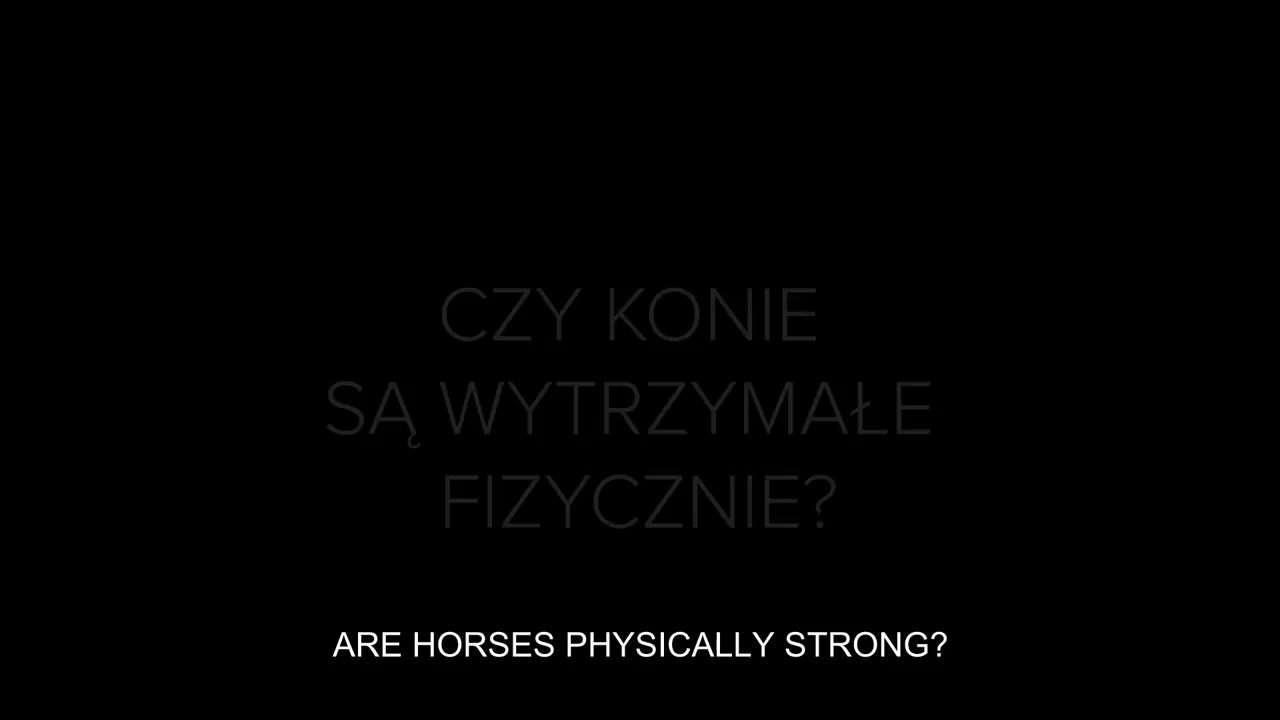 CZY KONIE
SĄ WYTRZYMAŁE
FIZYCZNIE?
ARE HORSES PHYSICALLY STRONG?